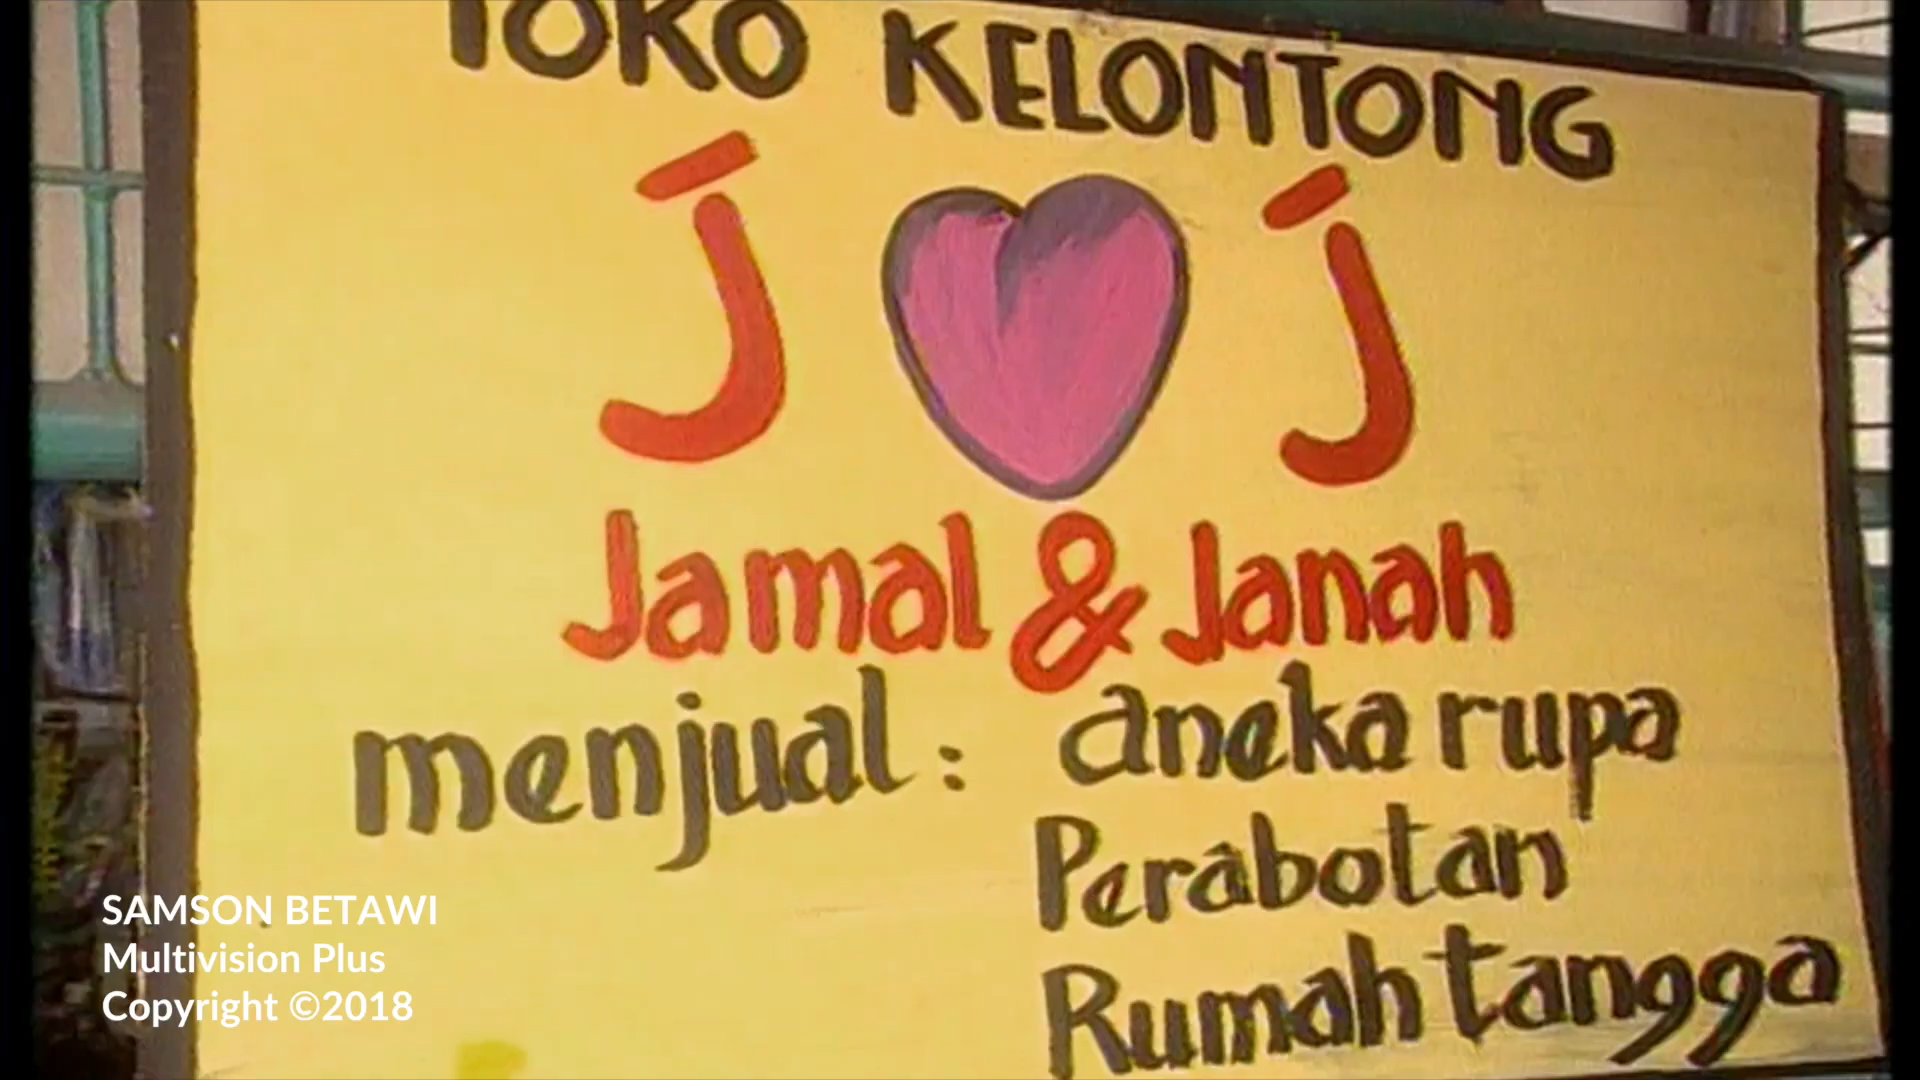 TOKO KELONTONG
J J
Jamal & Janah
menjual : aneka rupa
Perabotan
Rumah tangga
SAMSON BETAWI
Multivision Plus
Copyright ©2018